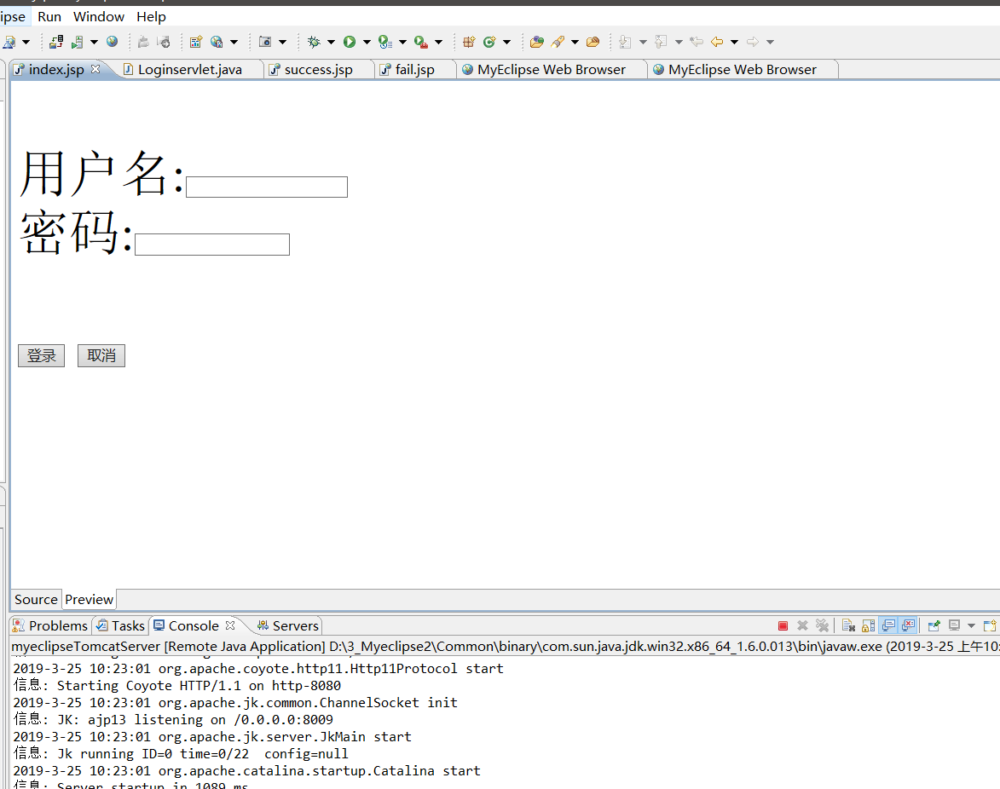 ipse Run Window Help
index.jsp Loginservlet.java success.jsp fail.jsp MyEclipse Web Browser MyEclipse Web Browser
用户名:
密码:
登录 取消
Source Preview
Problems Tasks Console Servers
myeclipseTomcatServer [Remote Java Application] D:\3_Myeclipse2\Common\binary\com.sun.java.jdk.win32.x86_64_1.6.0.013\bin\javaw.exe (2019-3-25 上午10:
2019-3-25 10:23:01 org.apache.coyote.http11.Http11Protocol start
信息: Starting Coyote HTTP/1.1 on http-8080
2019-3-25 10:23:01 org.apache.jk.common.ChannelSocket init
信息: JK: ajp13 listening on /0.0.0.0:8009
2019-3-25 10:23:01 org.apache.jk.server.JkMain start
信息: Jk running ID=0 time=0/22  config=null
2019-3-25 10:23:01 org.apache.catalina.startup.Catalina start
信息: Server startup in 1089 ms